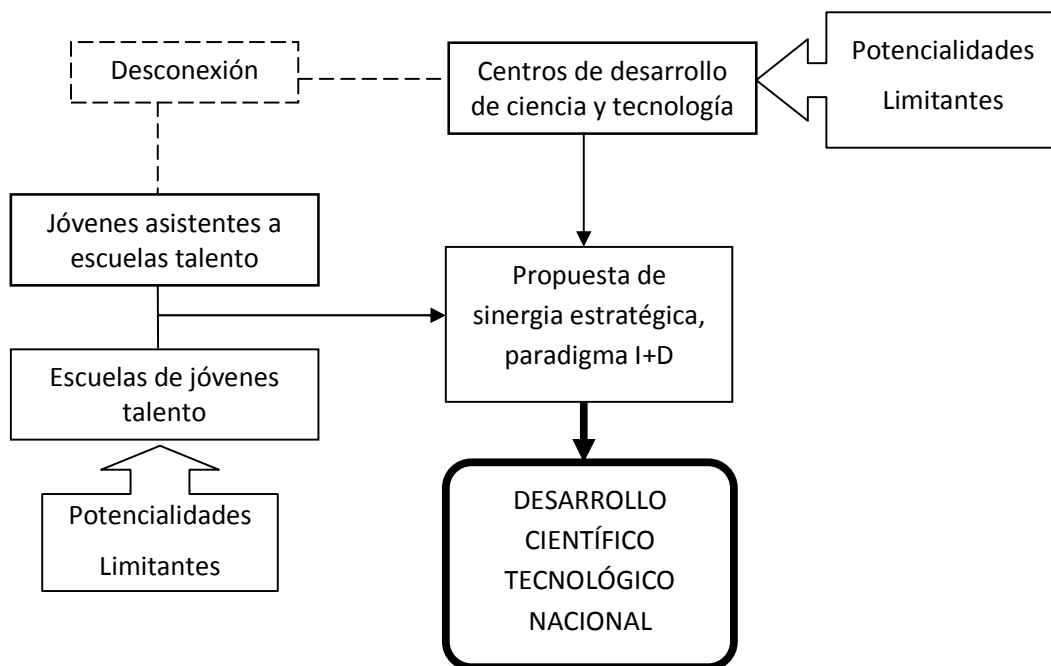 Desconexión
Centros de desarrollo
de ciencia y tecnología
Potencialidades
Limitantes
Jóvenes asistentes a
escuelas talento
Propuesta de
sinergia estratégica,
paradigma I+D
Escuelas de jóvenes
talento
Potencialidades
Limitantes
DESARROLLO
CIENTÍFICO
TECNOLÓGICO
NACIONAL